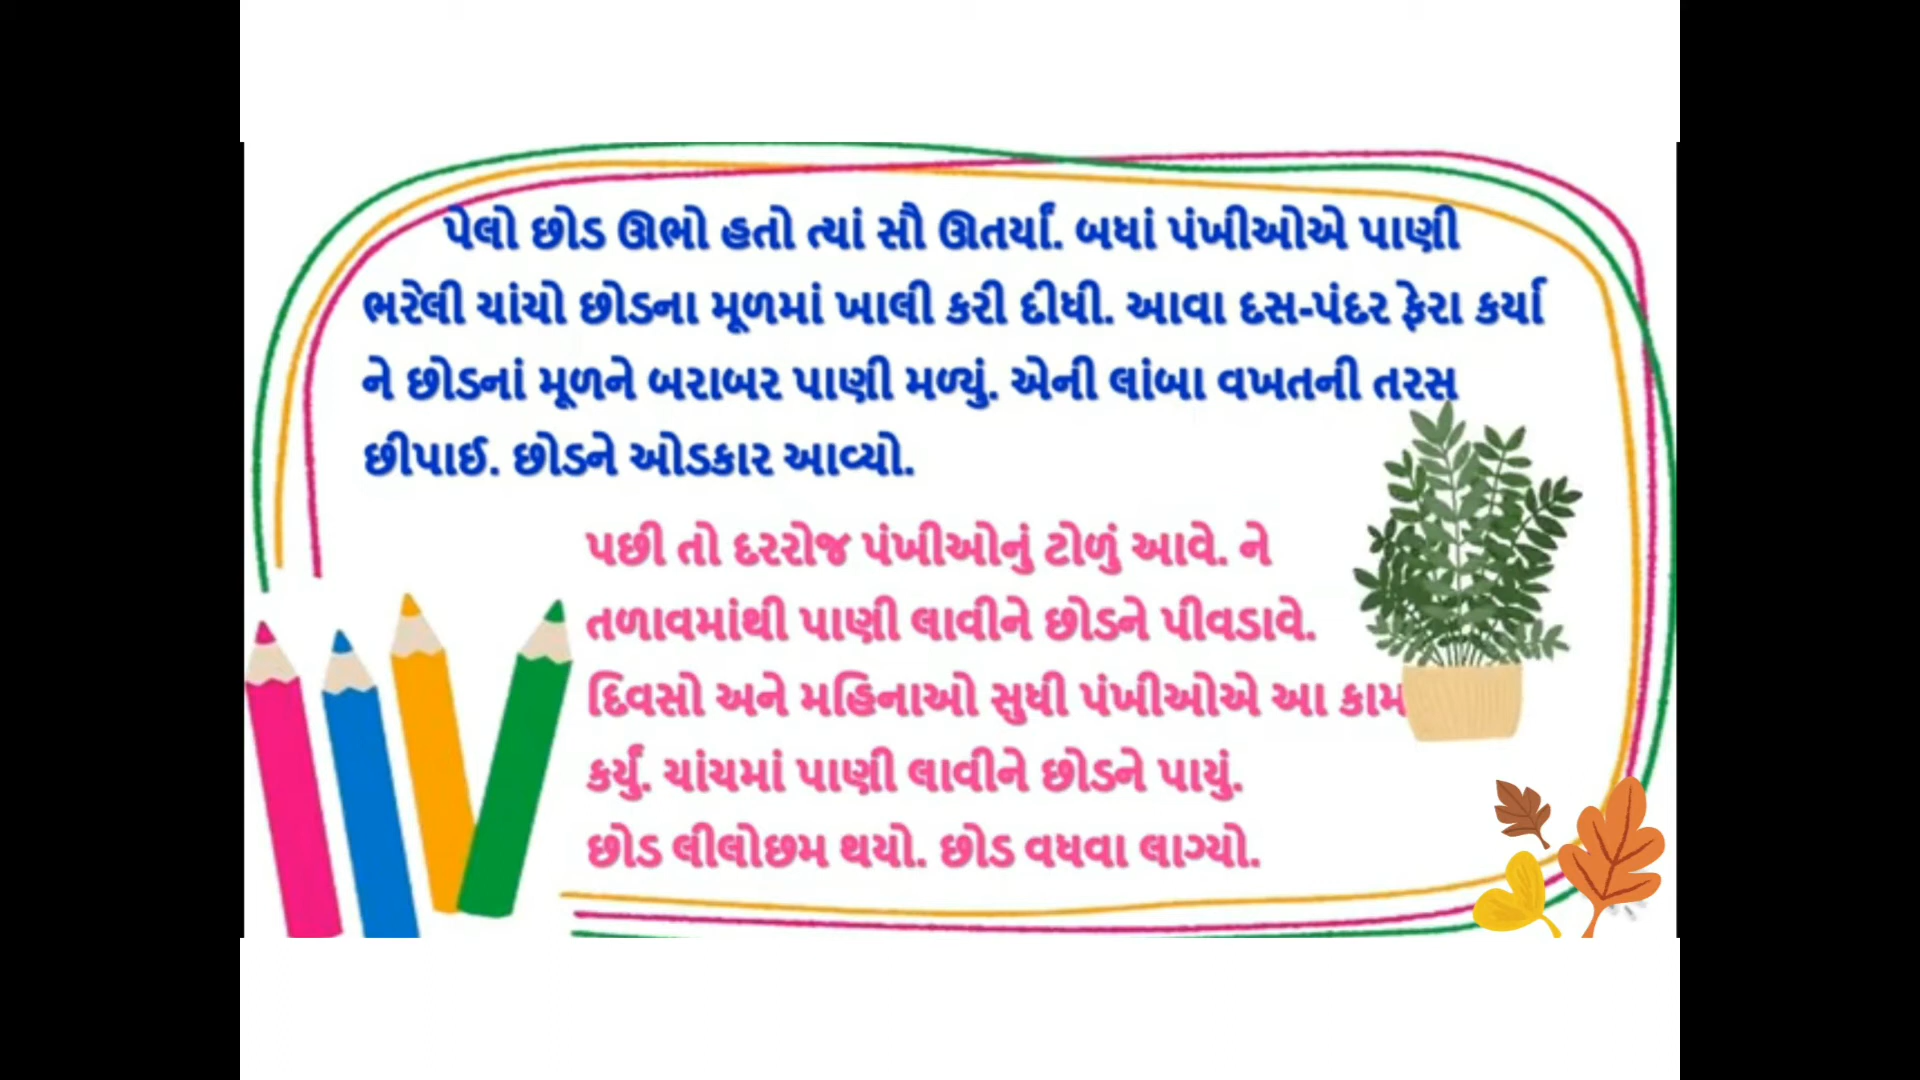 પેલો છોડ ઊભો હતો ત્યાં સૌ ઊતર્યાં. બધાં પંખીઓએ પાણી
ભરેલી ચાંચો છોડના મૂળમાં ખાલી કરી દીધી. આવા દસ-પંદર ફેરા કર્યા
ને છોડનાં મૂળને બરાબર પાણી મળ્યું. એની લાંબા વખતની તરસ
છીપાઈ. છોડને ઓડકાર આવ્યો.
પછી તો દરરોજ પંખીઓનું ટોળું આવે. ને
તળાવમાંથી પાણી લાવીને છોડને પીવડાવે.
દિવસો અને મહિનાઓ સુધી પંખીઓએ આ કામ
કર્યું. ચાંચમાં પાણી લાવીને છોડને પાયું.
છોડ લીલોછમ થયો. છોડ વધવા લાગ્યો.